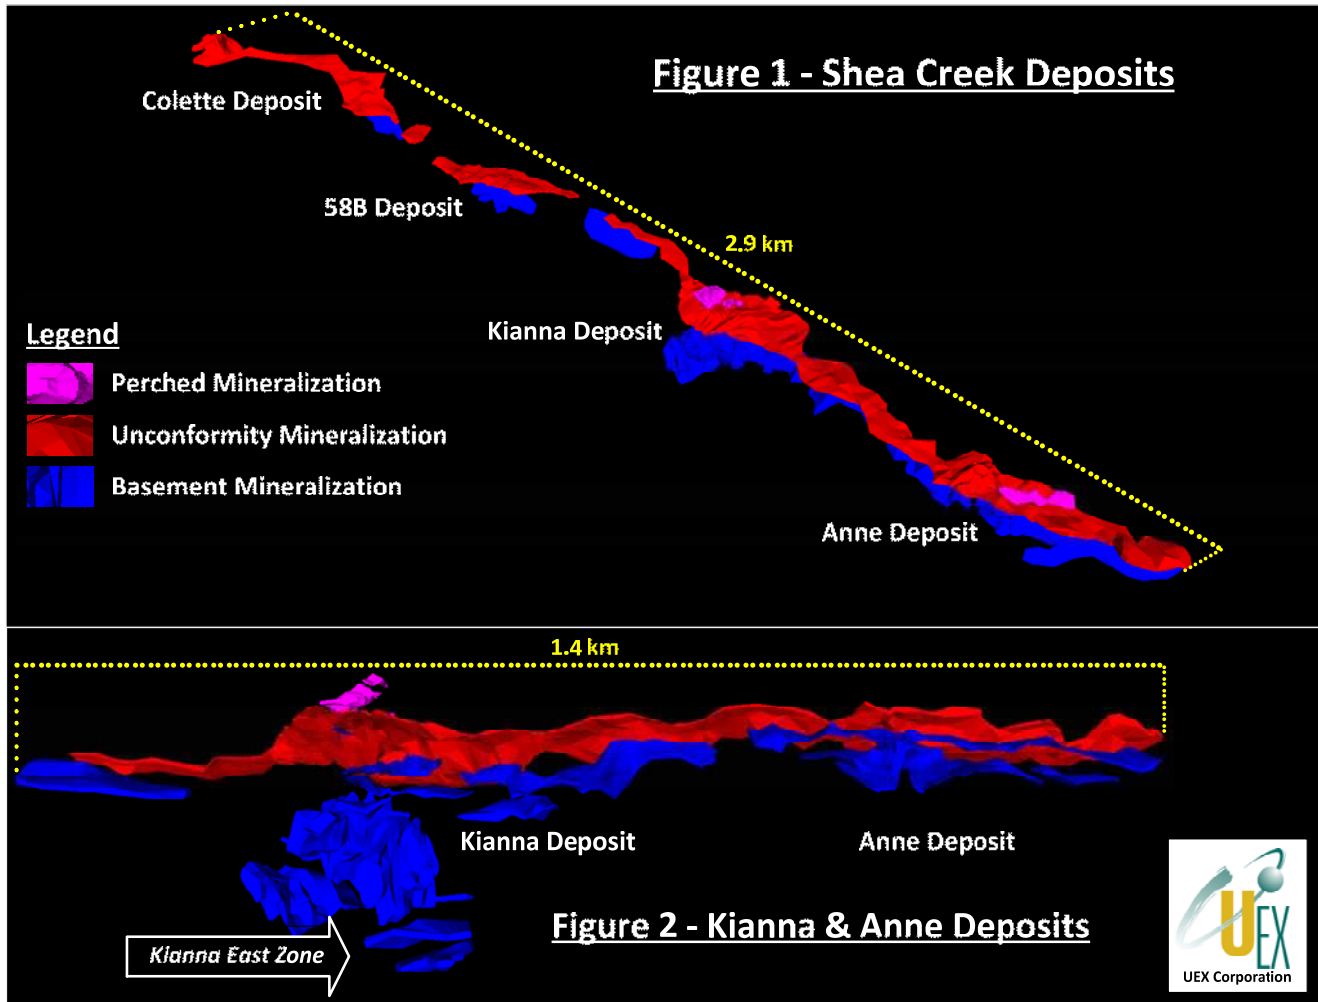 Figure 1 - Shea Creek Deposits
Colette Deposit
58B Deposit
2.9 km
Kianna Deposit
Legend
Perched Mineralization
Unconformity Mineralization
Basement Mineralization
Anne Deposit
1.4 km
Kianna Deposit
Anne Deposit
Figure 2 - Kianna & Anne Deposits
Kianna East Zone
UEX
UEX Corporation